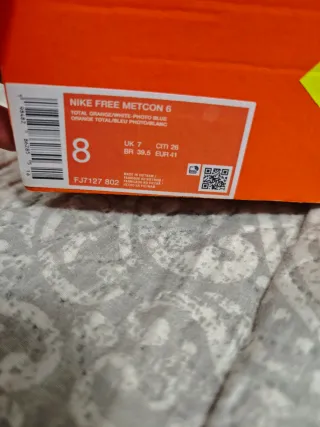 NIKE FREE METCON 6
TOTAL ORANGE/WHITE-PHOTO BLUE
ORANGE TOTAL/BLEU PHOTO/BLANC
8
UK 7 CM 26
BR 39,5 EUR 41
FJ7127 802
MADE IN VIETNAM /